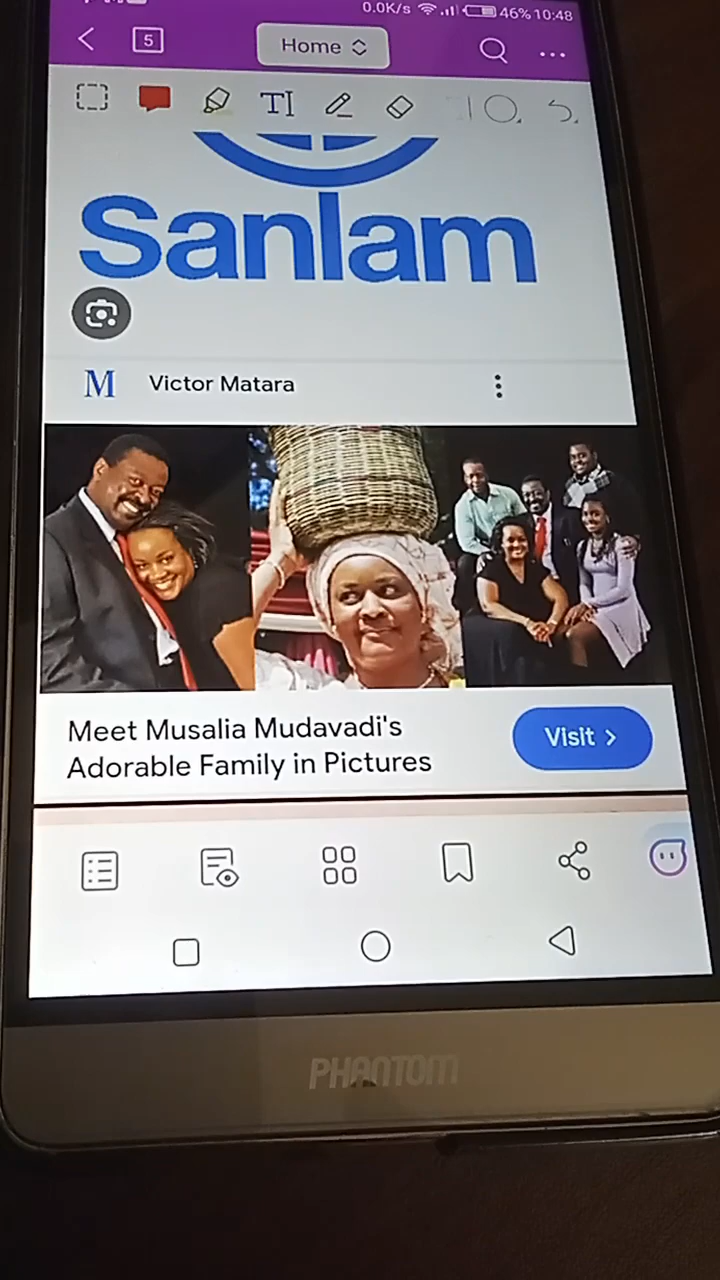 0.0K/s 46% 10:48
5 Home
T
Sanlam
M Victor Matara
Meet Musalia Mudavadi's
Adorable Family in Pictures
Visit
PHANTOM